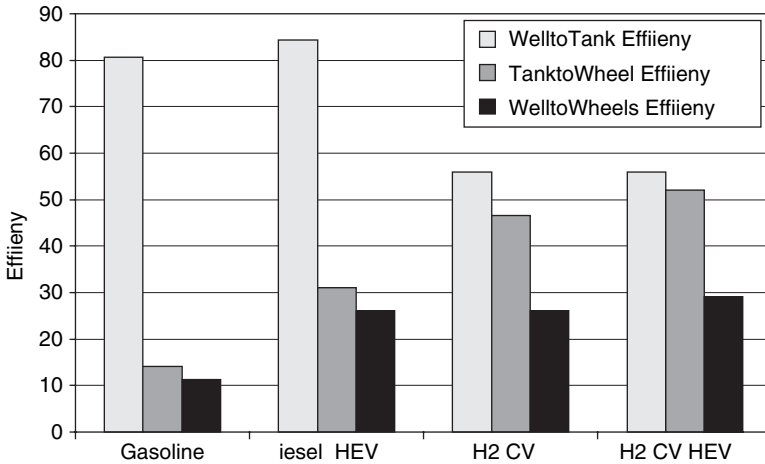 90
80
70
60
50
40
30
20
10
0
Effiieny
WelltoTank Effiieny
TanktoWheel Effiieny
WelltoWheels Effiieny
Gasoline
iesel HEV
H2 CV
H2 CV HEV